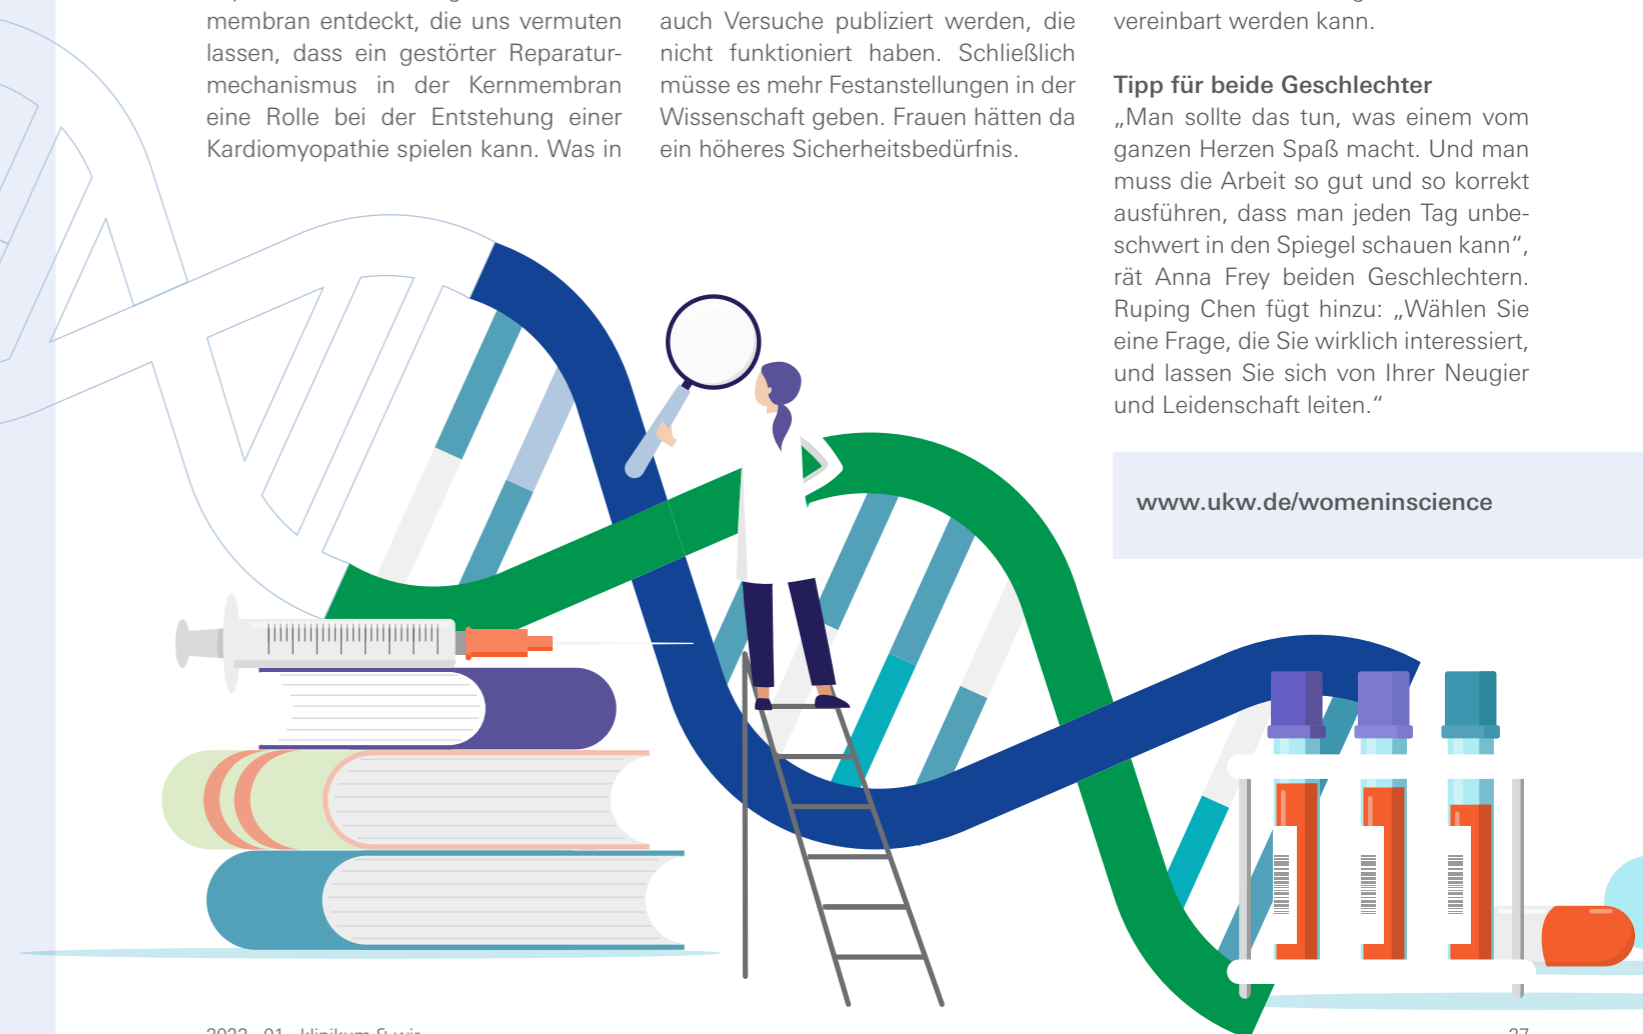 membran entdeckt, die uns vermuten
lassen, dass ein gestörter Reparatur-
mechanismus in der Kernmembran
eine Rolle bei der Entstehung einer
Kardiomyopathie spielen kann. Was in
auch Versuche publiziert werden, die
nicht funktioniert haben. Schließlich
müsse es mehr Festanstellungen in der
Wissenschaft geben. Frauen hätten da
ein höheres Sicherheitsbedürfnis.
vereinbart werden kann.
Tipp für beide Geschlechter
„Man sollte das tun, was einem vom
ganzen Herzen Spaß macht. Und man
muss die Arbeit so gut und so korrekt
ausführen, dass man jeden Tag unbe-
schwert in den Spiegel schauen kann“,
rät Anna Frey beiden Geschlechtern.
Ruping Chen fügt hinzu: „Wählen Sie
eine Frage, die Sie wirklich interessiert,
und lassen Sie sich von Ihrer Neugier
und Leidenschaft leiten.“
www.ukw.de/womeninscience